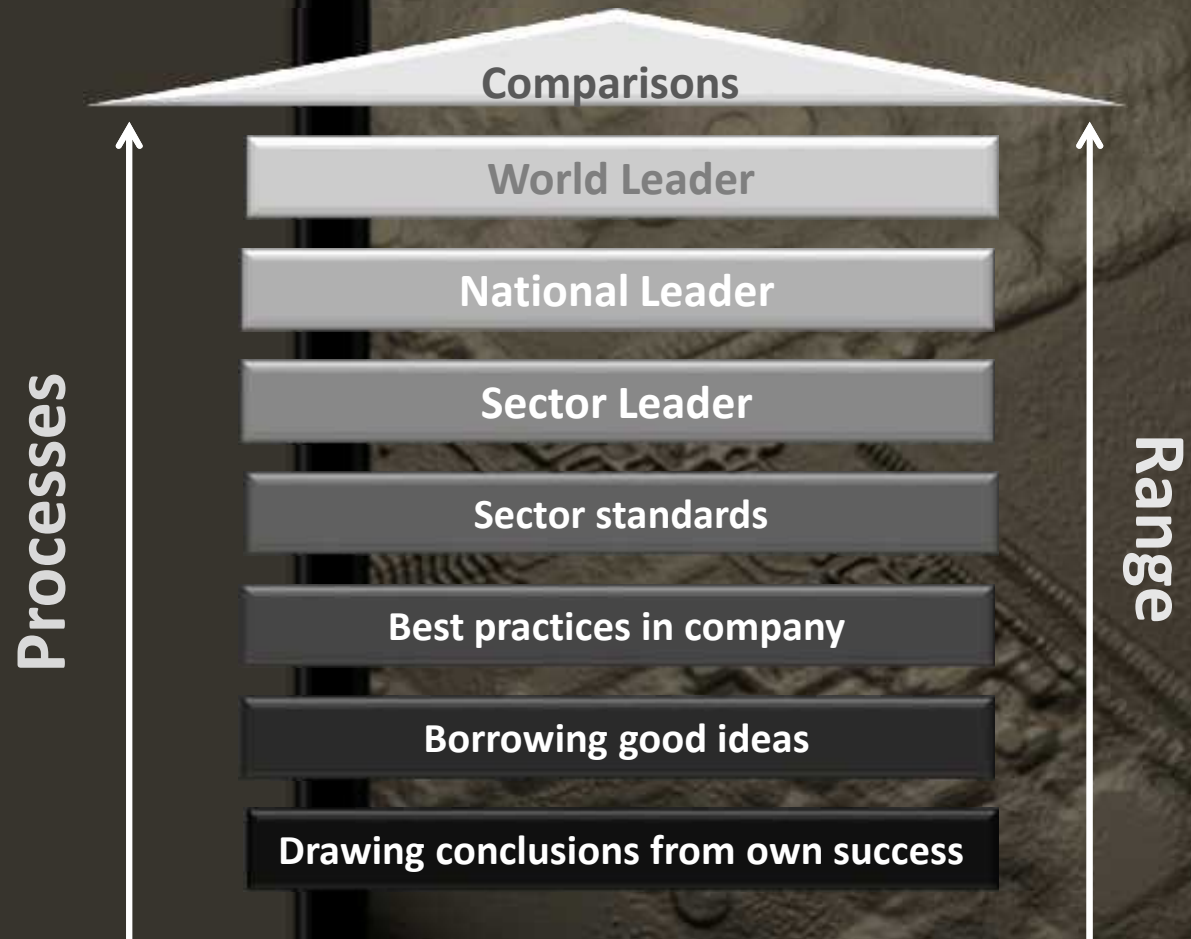 Comparisons
World Leader
National Leader
Sector Leader
Sector standards
Best practices in company
Borrowing good ideas
Drawing conclusions from own success
Processes
Range